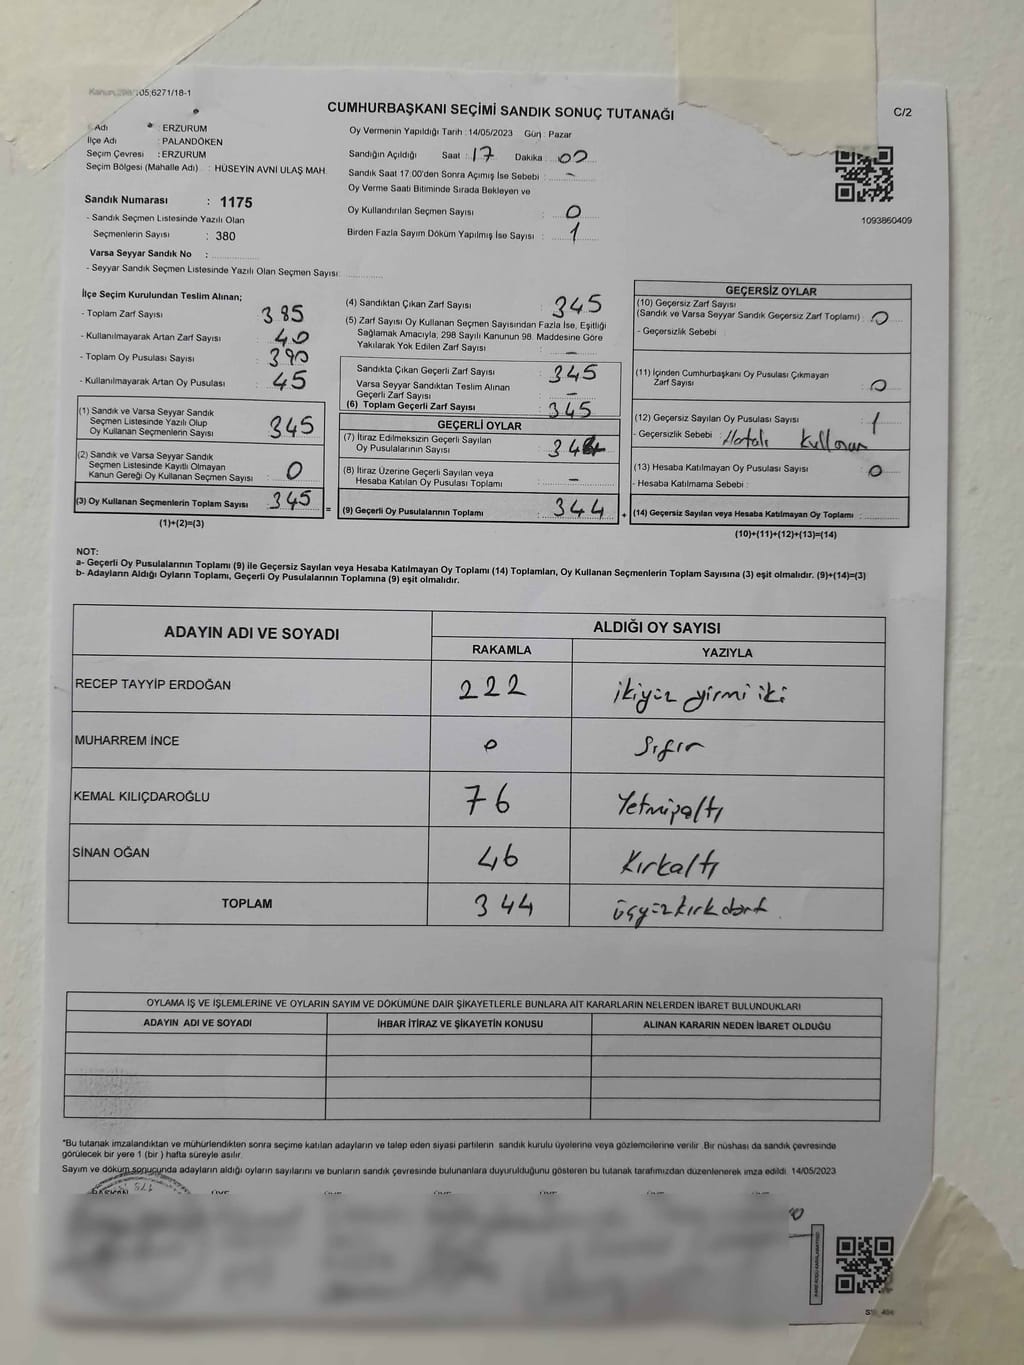 CUMHURBAŞKANI SEÇİMİ SANDIK SONUÇ TUTANAĞI
C/2
Adı : ERZURUM
İlçe Adı : PALANDÖKEN
Seçim Çevresi : ERZURUM
Seçim Bölgesi (Mahalle Adı) : HÜSEYİN AVNİ ULAŞ MAH.
Sandık Numarası : 1175
- Sandık Seçmen Listesinde Yazılı Olan
Seçmenlerin Sayısı : 380
Varsa Seyyar Sandık No :
- Seyyar Sandık Seçmen Listesinde Yazılı Olan Seçmen Sayısı:
Oy Vermenin Yapıldığı Tarih : 14/05/2023 Gün : Pazar
Sandığın Açıldığı Saat : 17 Dakika : 00
Sandık Saat 17.00'den Sonra Açımış İse Sebebi : -
Oy Verme Saati Bitiminde Sırada Bekleyen ve
Oy Kullandırılan Seçmen Sayısı : 0
Birden Fazla Sayım Döküm Yapılmış İse Sayısı : 1
1093860409
İlçe Seçim Kurulundan Teslim Alınan;
- Toplam Zarf Sayısı : 385
- Kullanılmayarak Artan Zarf Sayısı : 40
- Toplam Oy Pusulası Sayısı : 390
- Kullanılmayarak Artan Oy Pusulası : 45
(1) Sandık ve Varsa Seyyar Sandık
Seçmen Listesinde Yazılı Olup
Oy Kullanan Seçmenlerin Sayısı : 345
(2) Sandık ve Varsa Seyyar Sandık
Seçmen Listesinde Kayıtlı Olmayan
Kanun Gereği Oy Kullanan Seçmen Sayısı : 0
(3) Oy Kullanan Seçmenlerin Toplam Sayısı : 345
(1)+(2)=(3)
(4) Sandıktan Çıkan Zarf Sayısı : 345
(5) Zarf Sayısı Oy Kullanan Seçmen Sayısından Fazla İse, Eşitliği
Sağlamak Amacıyla, 298 Sayılı Kanunun 98. Maddesine Göre
Yakılarak Yok Edilen Zarf Sayısı : -
Sandıkta Çıkan Geçerli Zarf Sayısı : 345
Varsa Seyyar Sandıktan Teslim Alınan
Geçerli Zarf Sayısı : -
(6) Toplam Geçerli Zarf Sayısı : 345
GEÇERLİ OYLAR
(7) İtiraz Edilmeksizin Geçerli Sayılan
Oy Pusulalarının Sayısı : 344
(8) İtiraz Üzerine Geçerli Sayılan veya
Hesaba Katılan Oy Pusulası Toplamı : -
= (9) Geçerli Oy Pusulalarının Toplamı : 344
GEÇERSİZ OYLAR
(10) Geçersiz Zarf Sayısı
(Sandık ve Varsa Seyyar Sandık Geçersiz Zarf Toplamı) : 0
- Geçersizlik Sebebi :
(11) İçinden Cumhurbaşkanı Oy Pusulası Çıkmayan
Zarf Sayısı : 0
(12) Geçersiz Sayılan Oy Pusulası Sayısı : 1
- Geçersizlik Sebebi : Hatalı
(13) Hesaba Katılmayan Oy Pusulası Sayısı : 0
- Hesaba Katılmama Sebebi :
+ (14) Geçersiz Sayılan veya Hesaba Katılmayan Oy Toplamı :
(10)+(11)+(12)+(13)=(14)
NOT:
a- Geçerli Oy Pusulalarının Toplamı (9) ile Geçersiz Sayılan veya Hesaba Katılmayan Oy Toplamı (14) Toplamları, Oy Kullanan Seçmenlerin Toplam Sayısına (3) eşit olmalıdır. (9)+(14)=(3)
b- Adayların Aldığı Oyların Toplamı, Geçerli Oy Pusulalarının Toplamına (9) eşit olmalıdır.
ADAYIN ADI VE SOYADI
ALDIĞI OY SAYISI
RAKAMLA YAZIYLA
RECEP TAYYİP ERDOĞAN 222 ikiyüz yirmi iki
MUHARREM İNCE 0 Sıfır
KEMAL KILIÇDAROĞLU 76 Yetmişaltı
SİNAN OĞAN 46 Kırkaltı
TOPLAM 344 üçyüzkırkdört
OYLAMA İŞ VE İŞLEMLERİNE VE OYLARIN SAYIM VE DÖKÜMÜNE DAİR ŞİKAYETLERLE BUNLARA AİT KARARLARIN NELERDEN İBARET BULUNDUKLARI
ADAYIN ADI VE SOYADI İHBAR İTİRAZ VE ŞİKAYETİN KONUSU ALINAN KARARIN NEDEN İBARET OLDUĞU
*Bu tutanak imzalandıktan ve mühürlendikten sonra seçime katılan adayların ve talep eden siyasi partilerin sandık kurulu üyelerine veya gözlemcilerine verilir .Bir nüshası da sandık çevresinde
görülecek bir yere 1 (bir ) hafta süreyle asılır.
Sayım ve döküm sonucunda adayların aldığı oyların sayılarını ve bunların sandık çevresinde bulunanlara duyurulduğunu gösteren bu tutanak tarafımızdan düzenlenerek imza edildi. 14/05/2023